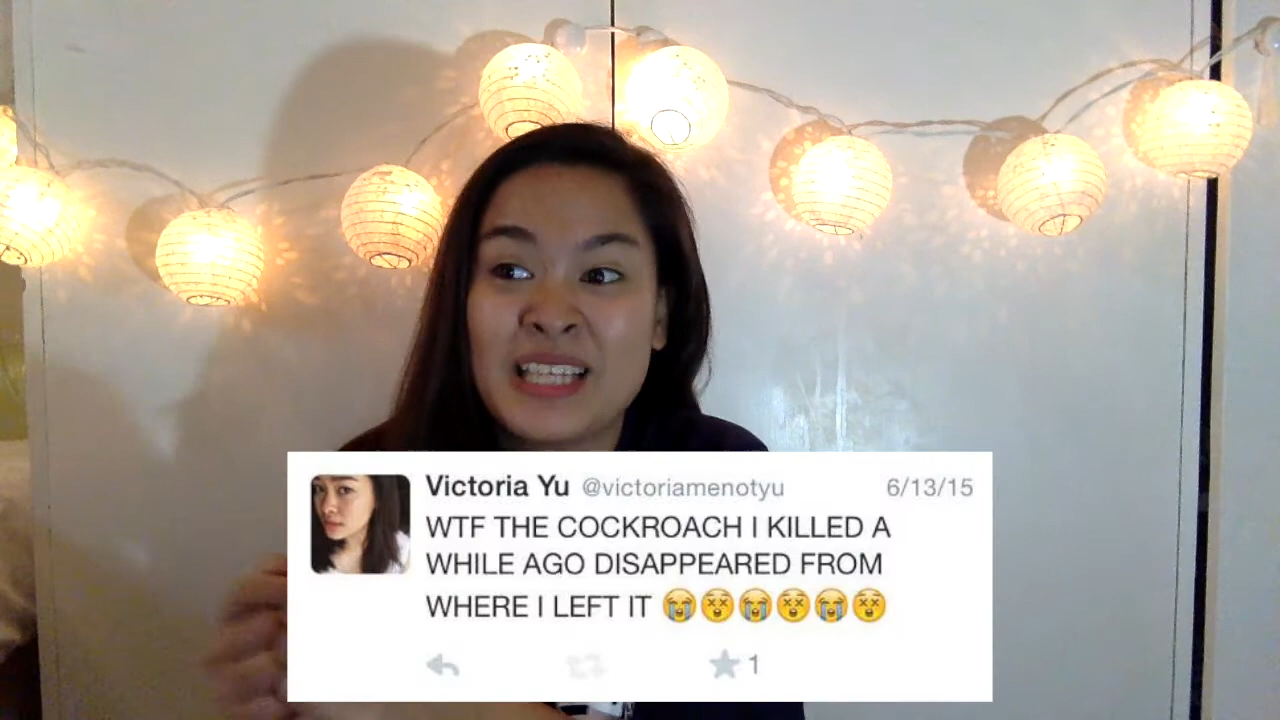 Victoria Yu @victoriamenotyu 6/13/15
WTF THE COCKROACH I KILLED A
WHILE AGO DISAPPEARED FROM
WHERE I LEFT IT 😭😵😭😵😭😵
1